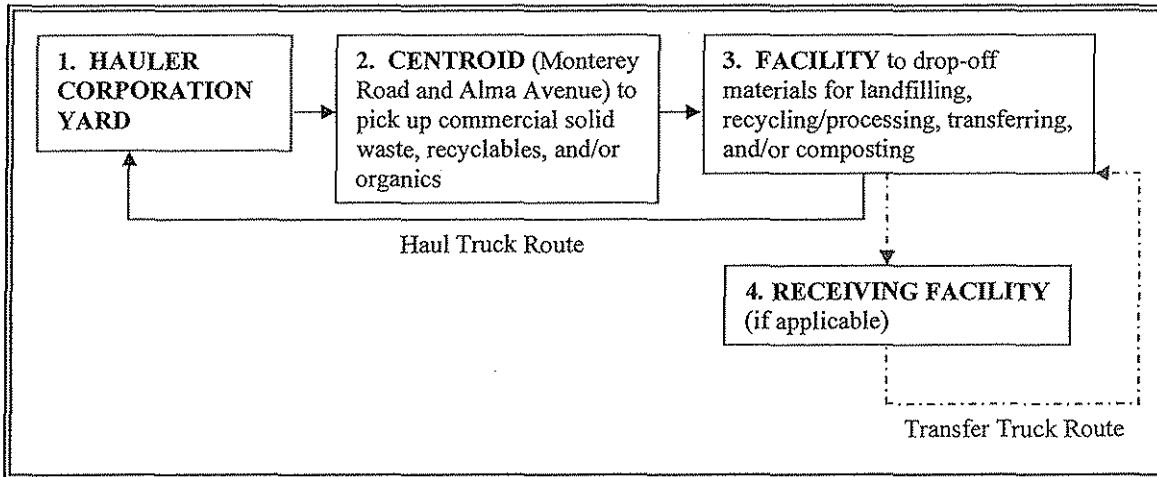 1. HAULER
CORPORATION
YARD
2. CENTROID (Monterey
Road and Alma Avenue) to
pick up commercial solid
waste, recyclables, and/or
organics
3. FACILITY to drop-off
materials for landfilling,
recycling/processing, transferring,
and/or composting
Haul Truck Route
4. RECEIVING FACILITY
(if applicable)
Transfer Truck Route